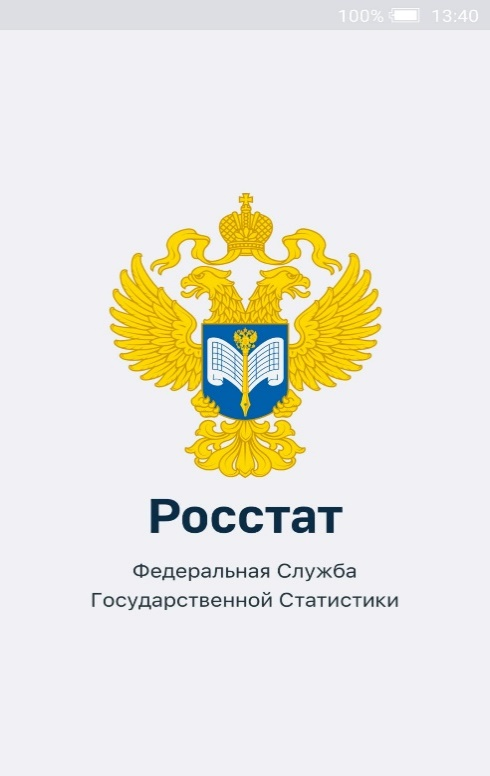 100% 13:40
Росстат
Федеральная Служба
Государственной Статистики